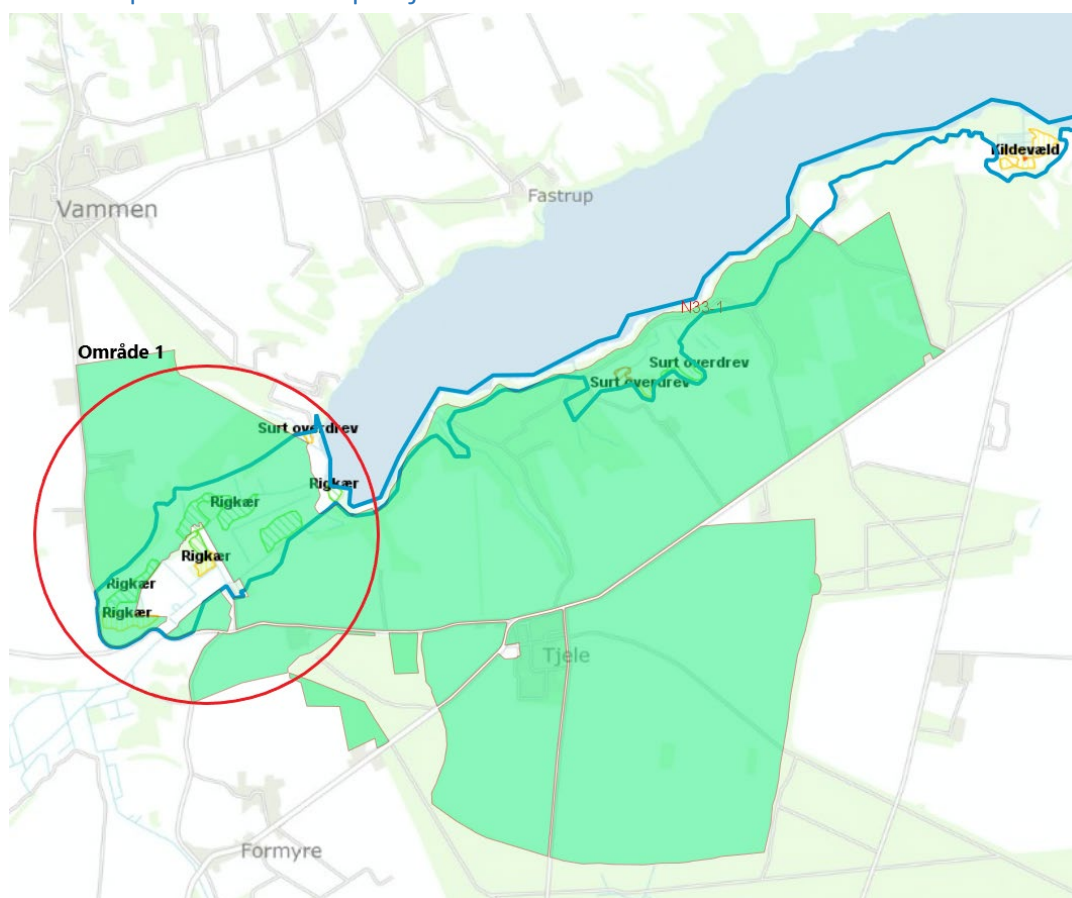 Kildevæld
Fastrup
Vammen
N33-1
Område 1
Surt overdrev
Surt overdrev
Surt overdrev
Rigkær
Rigkær
Rigkær
Rigkær
Rigkær
Tjele
Formyre